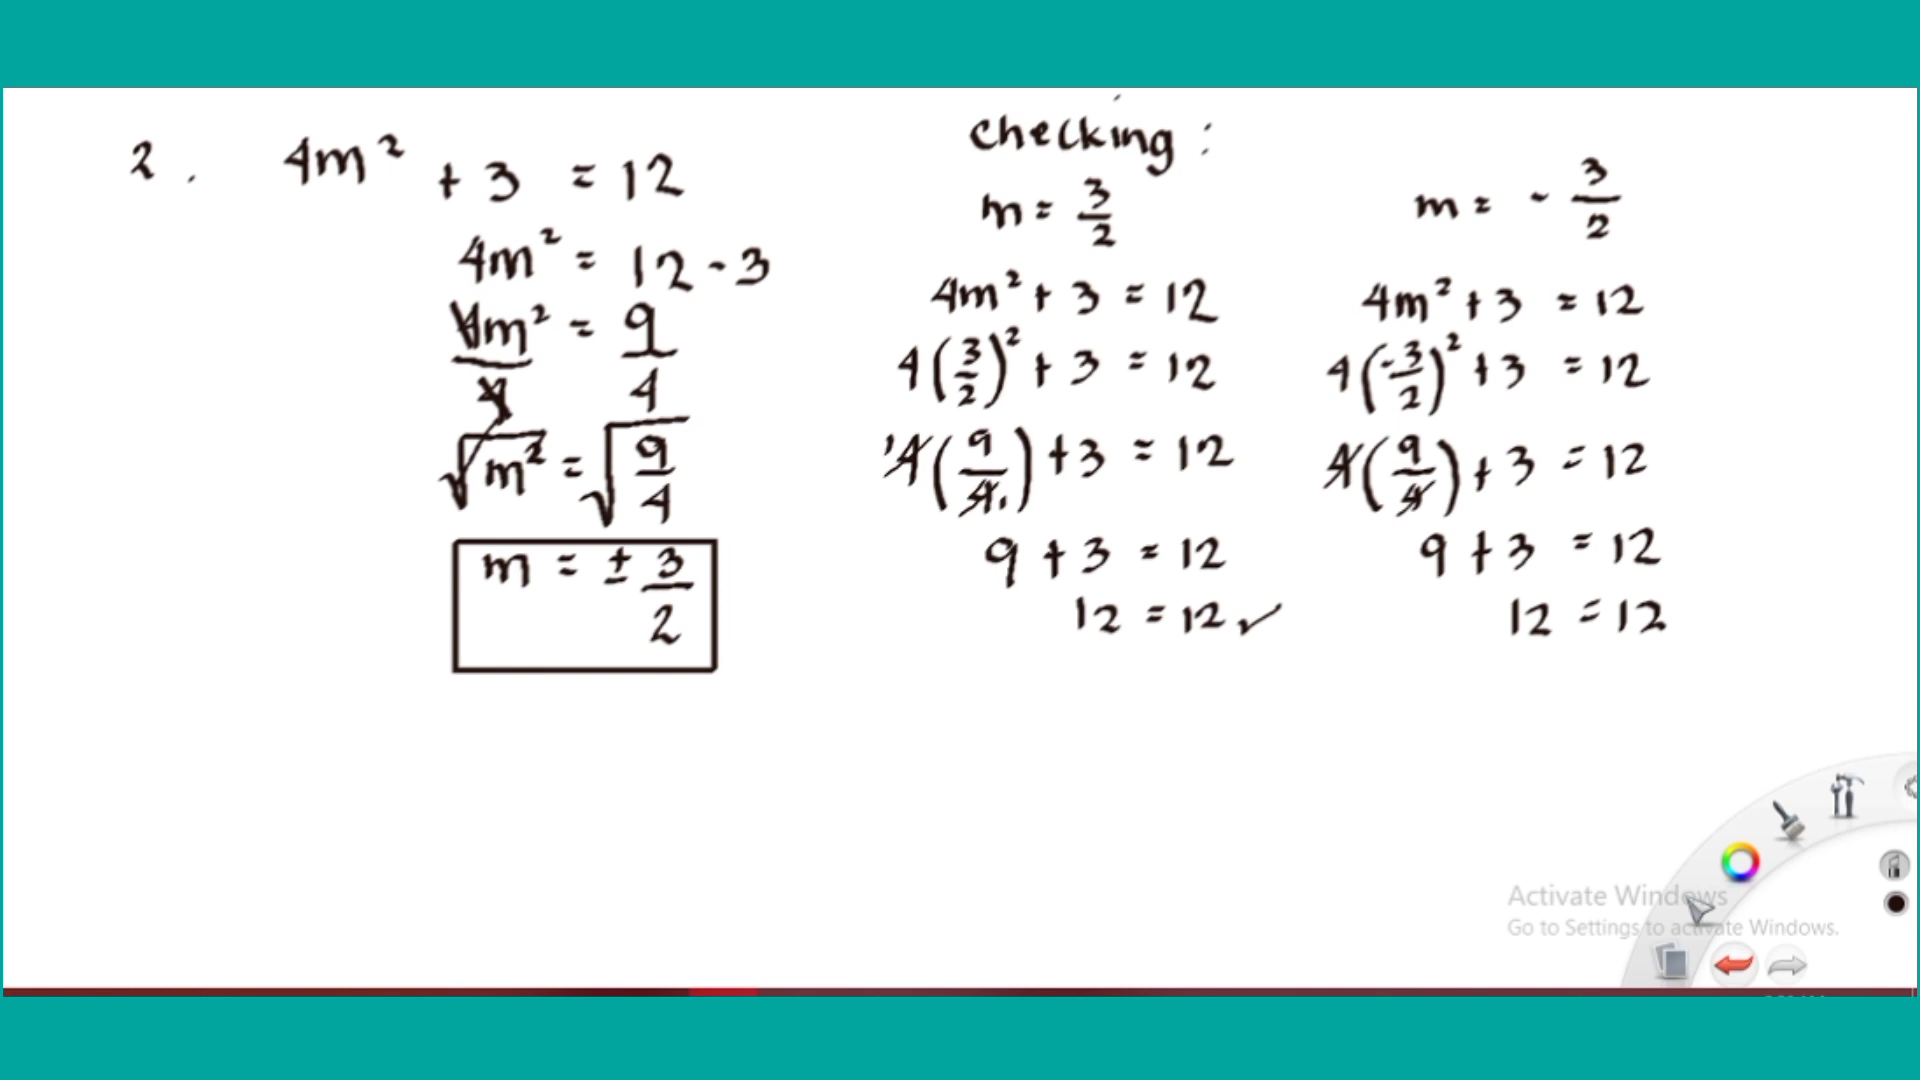 2. 4m² + 3 = 12
4m² = 12 - 3
4m²/4 = 9/4
√m² = √9/4
m = ± 3/2
Checking:
m = 3/2
4m² + 3 = 12
4(3/2)² + 3 = 12
¹4(9/4₁) + 3 = 12
9 + 3 = 12
12 = 12 ✓
m = - 3/2
4m² + 3 = 12
4(-3/2)² + 3 = 12
4(9/4) + 3 = 12
9 + 3 = 12
12 = 12
Activate Windows
Go to Settings to activate Windows.